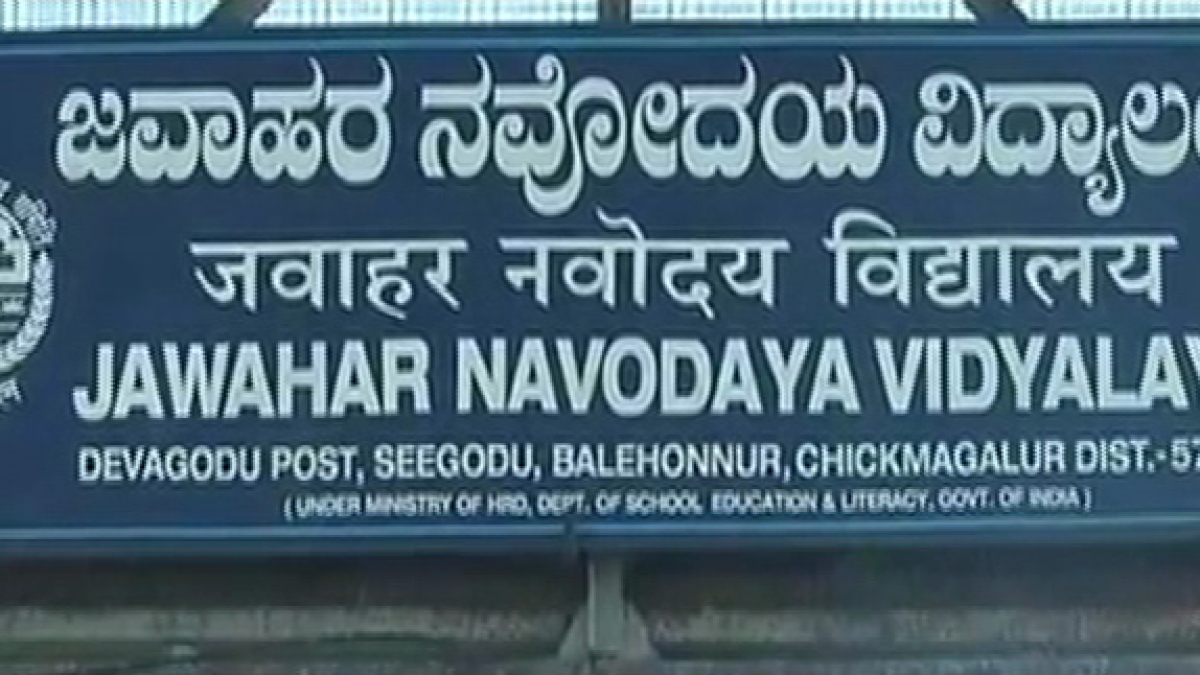 ಜವಾಹರ ನವೋದಯ ವಿದ್ಯಾಲ
जवाहर नवोदय विद्यालय
JAWAHAR NAVODAYA VIDYALAY
DEVAGODU POST, SEEGODU, BALEHONNUR, CHICKMAGALUR DIST.-57
( UNDER MINISTRY OF HRD, DEPT. OF SCHOOL EDUCATION & LITERACY, GOVT. OF INDIA )